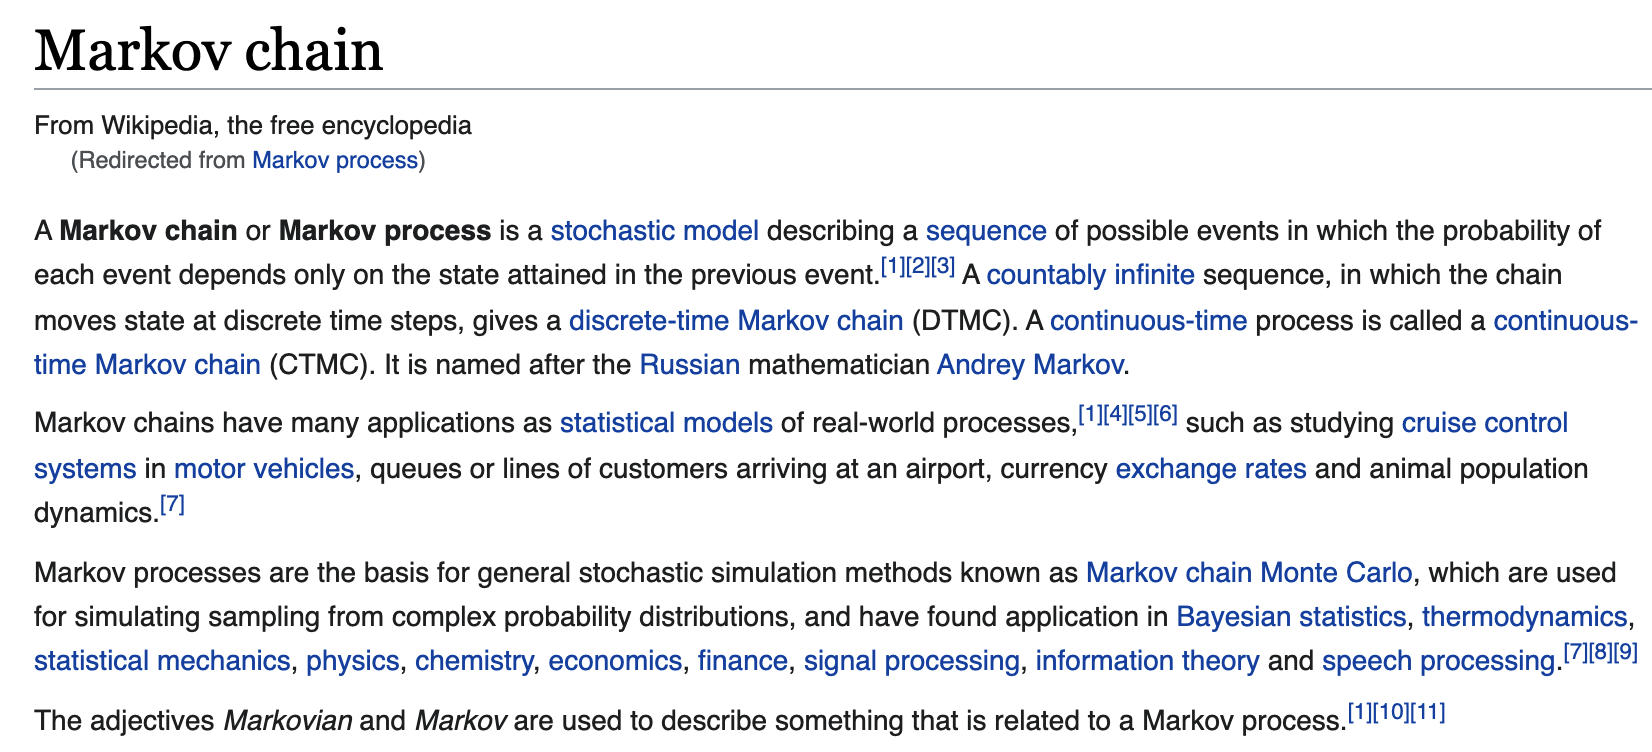 Markov chain
From Wikipedia, the free encyclopedia
(Redirected from Markov process)
A Markov chain or Markov process is a stochastic model describing a sequence of possible events in which the probability of
each event depends only on the state attained in the previous event.[1][2][3] A countably infinite sequence, in which the chain
moves state at discrete time steps, gives a discrete-time Markov chain (DTMC). A continuous-time process is called a continuous-
time Markov chain (CTMC). It is named after the Russian mathematician Andrey Markov.
Markov chains have many applications as statistical models of real-world processes,[1][4][5][6] such as studying cruise control
systems in motor vehicles, queues or lines of customers arriving at an airport, currency exchange rates and animal population
dynamics.[7]
Markov processes are the basis for general stochastic simulation methods known as Markov chain Monte Carlo, which are used
for simulating sampling from complex probability distributions, and have found application in Bayesian statistics, thermodynamics,
statistical mechanics, physics, chemistry, economics, finance, signal processing, information theory and speech processing.[7][8][9]
The adjectives Markovian and Markov are used to describe something that is related to a Markov process.[1][10][11]